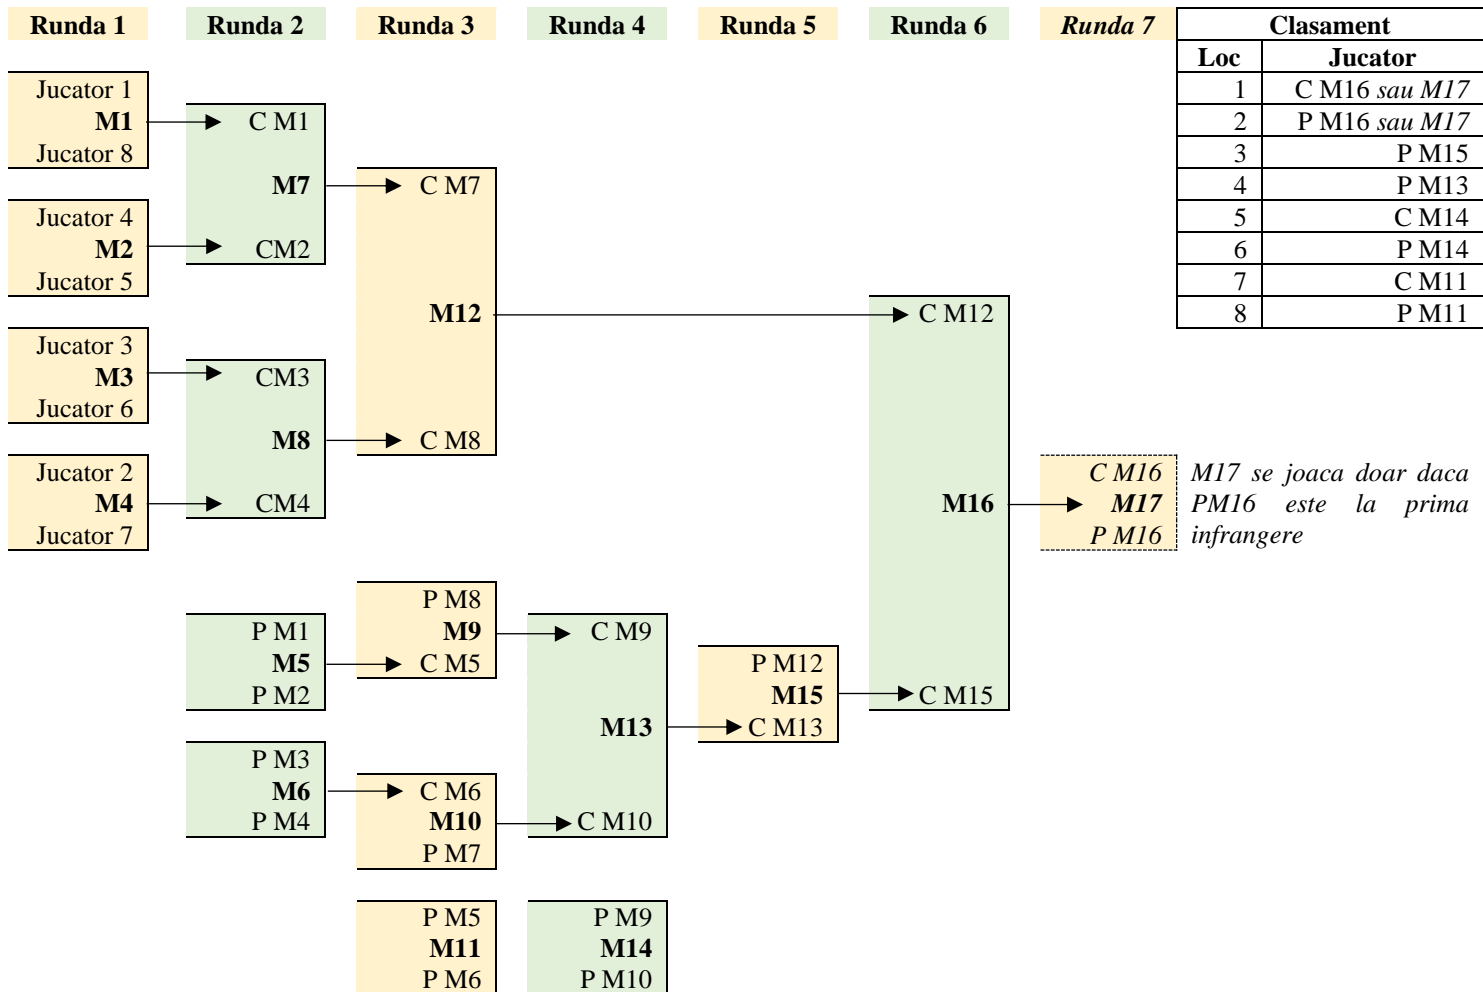 Runda 1
Runda 2
Runda 3
Runda 4
Runda 5
Runda 6
Runda 7
Clasament
Loc Jucator
1 C M16 sau M17
2 P M16 sau M17
3 P M15
4 P M13
5 C M14
6 P M14
7 C M11
8 P M11
Jucator 1
M1
Jucator 8
Jucator 4
M2
Jucator 5
Jucator 3
M3
Jucator 6
Jucator 2
M4
Jucator 7
C M1
M7
CM2
CM3
M8
CM4
P M1
M5
P M2
P M3
M6
P M4
C M7
M12
C M8
P M8
M9
C M5
C M6
M10
P M7
P M5
M11
P M6
C M9
M13
C M10
P M9
M14
P M10
P M12
M15
C M13
C M12
M16
C M15
C M16
M17
P M16
M17 se joaca doar daca
PM16 este la prima
infrangere